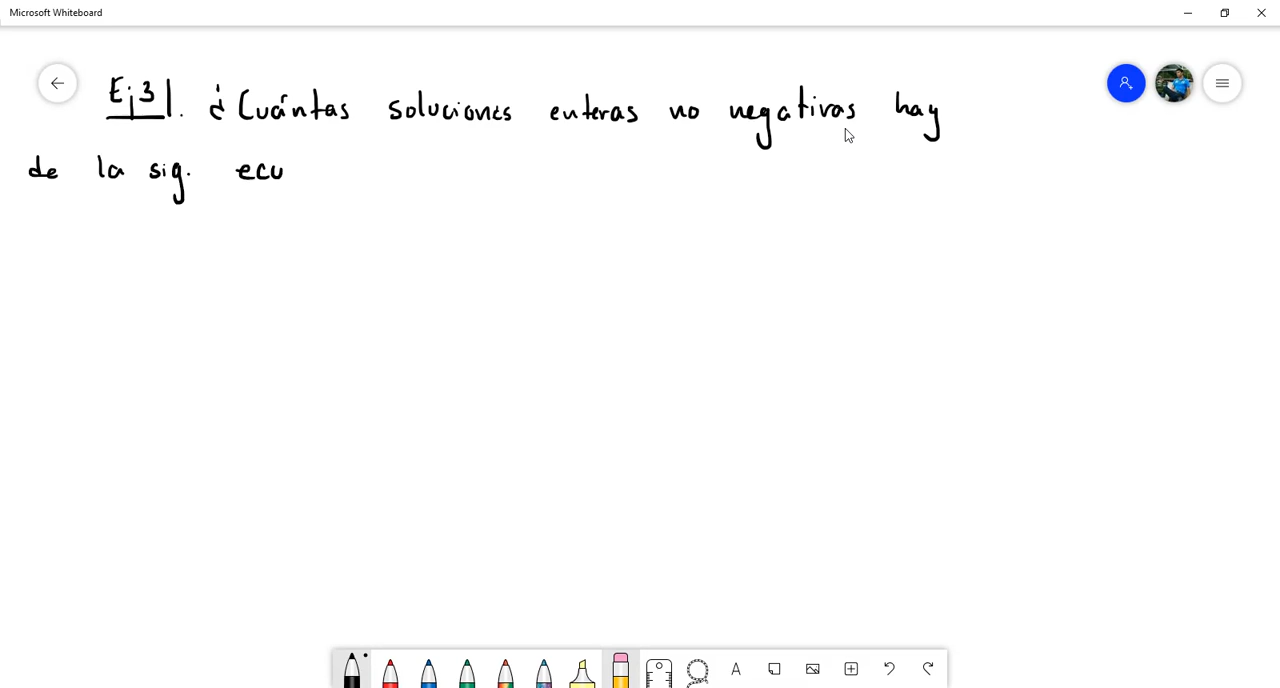 Microsoft Whiteboard
Ej 3|. ¿Cuántas soluciones enteras no negativas hay
de la sig. ecu
A